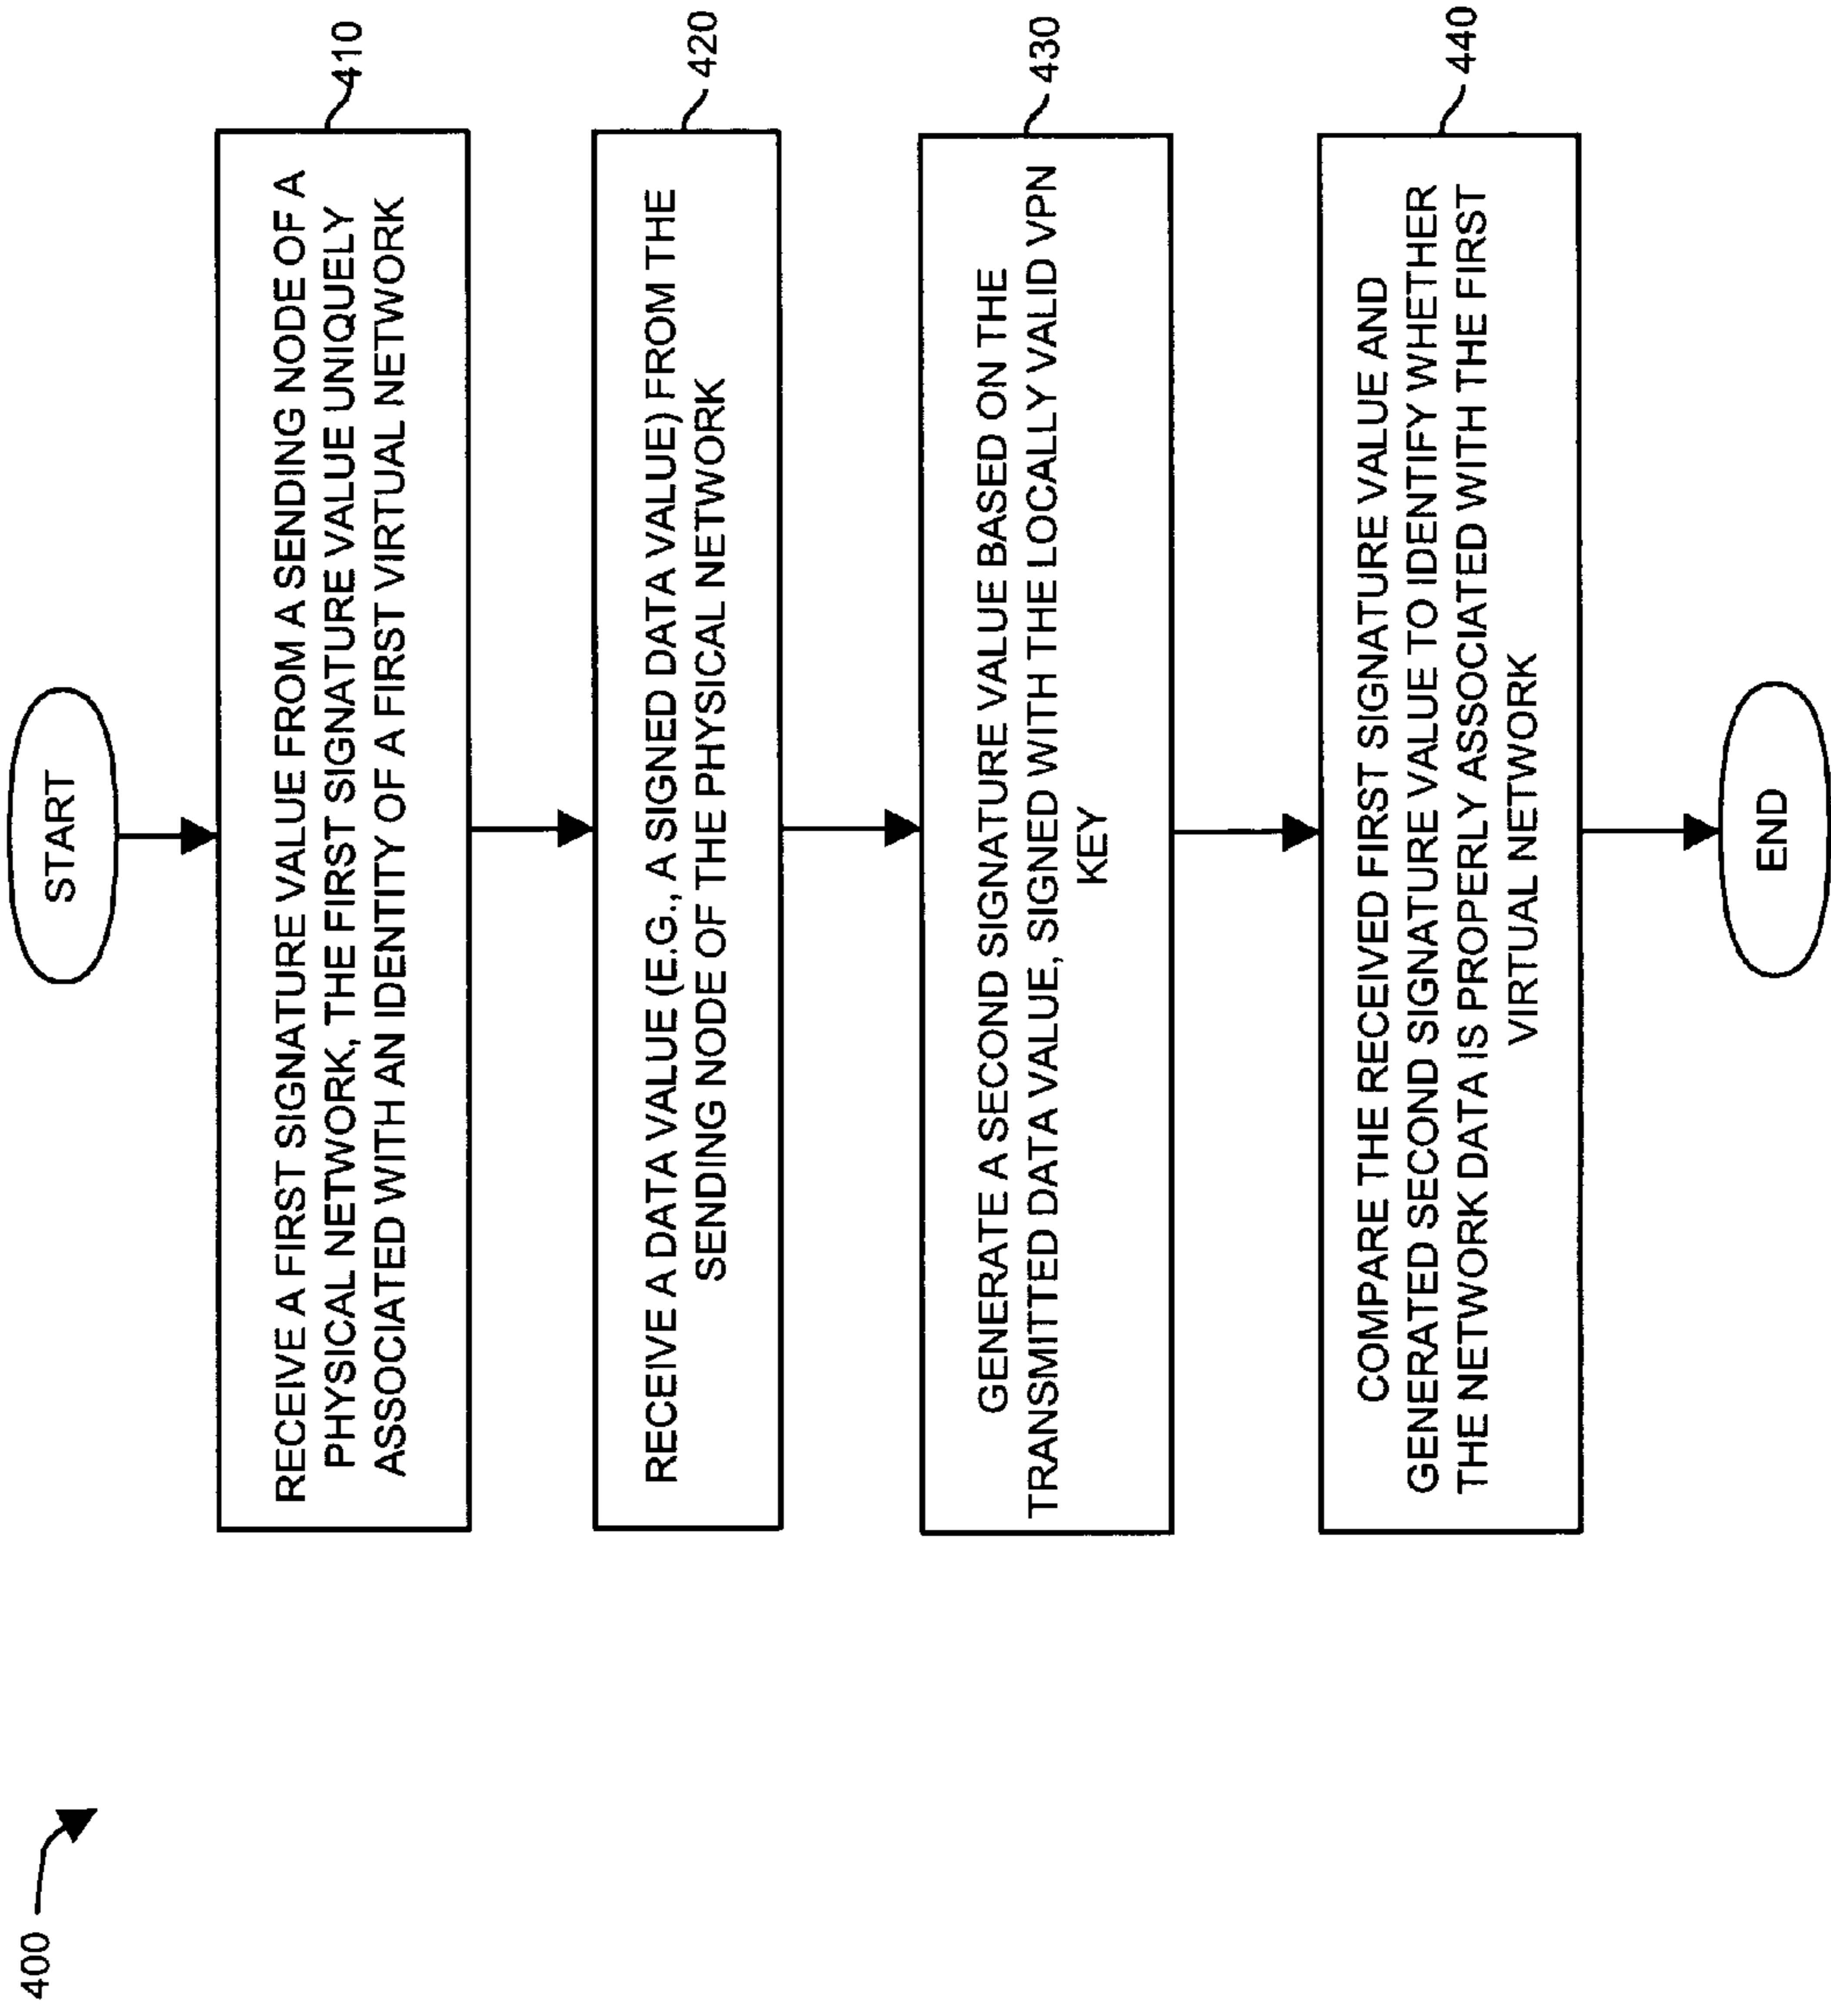 400
START
RECEIVE A FIRST SIGNATURE VALUE FROM A SENDING NODE OF A
PHYSICAL NETWORK, THE FIRST SIGNATURE VALUE UNIQUELY
ASSOCIATED WITH AN IDENTITY OF A FIRST VIRTUAL NETWORK
410
RECEIVE A DATA VALUE (E.G., A SIGNED DATA VALUE) FROM THE
SENDING NODE OF THE PHYSICAL NETWORK
420
GENERATE A SECOND SIGNATURE VALUE BASED ON THE
TRANSMITTED DATA VALUE, SIGNED WITH THE LOCALLY VALID VPN
KEY
430
COMPARE THE RECEIVED FIRST SIGNATURE VALUE AND
GENERATED SECOND SIGNATURE VALUE TO IDENTIFY WHETHER
THE NETWORK DATA IS PROPERLY ASSOCIATED WITH THE FIRST
VIRTUAL NETWORK
440
END